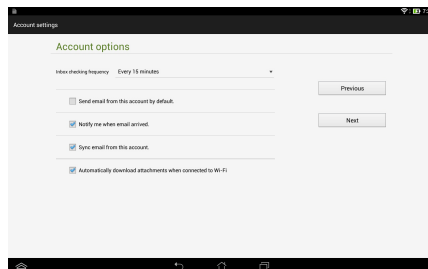 Account settings
Account options
Inbox checking frequency Every 15 minutes
Previous
Send email from this account by default.
Notify me when email arrived.
Next
Sync email from this account.
Automatically download attachments when connected to Wi-Fi